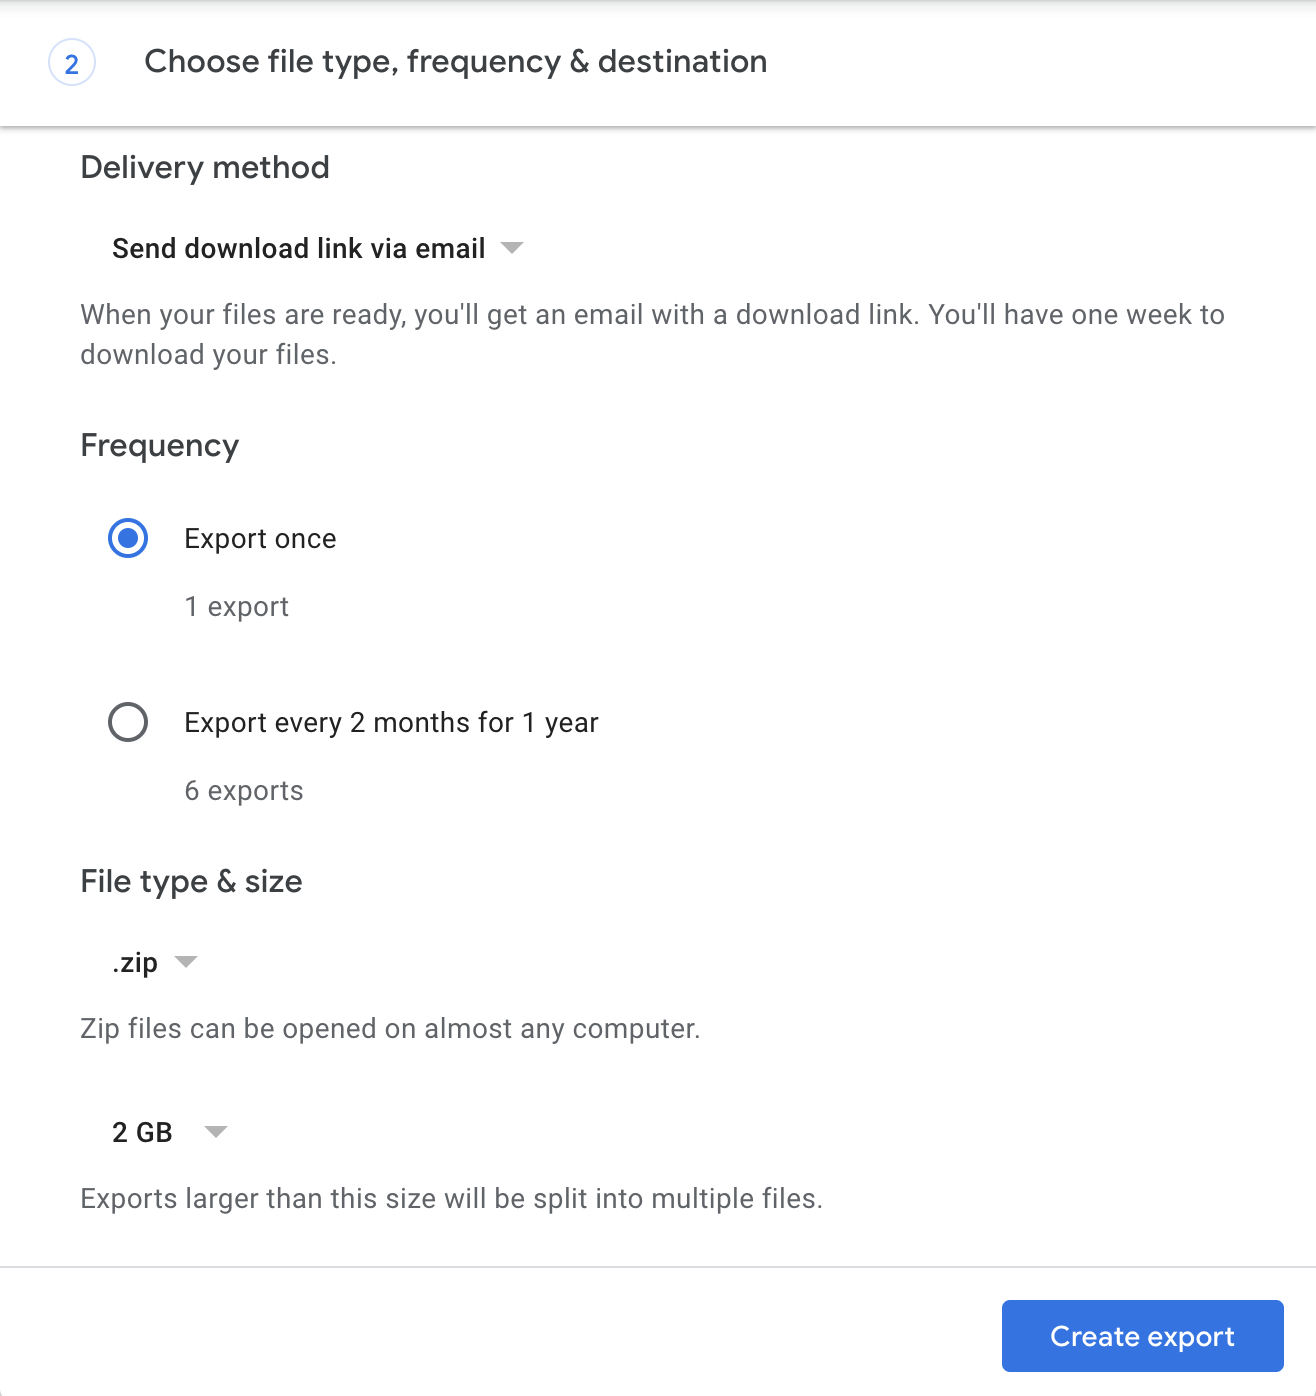 2
Choose file type, frequency & destination
Delivery method
Send download link via email
When your files are ready, you'll get an email with a download link. You'll have one week to
download your files.
Frequency
Export once
1 export
Export every 2 months for 1 year
6 exports
File type & size
.zip
Zip files can be opened on almost any computer.
2 GB
Exports larger than this size will be split into multiple files.
Create export